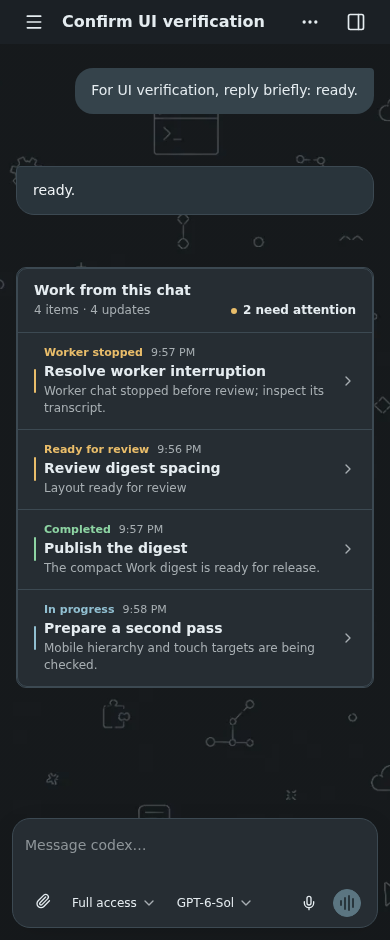 Confirm UI verification
For UI verification, reply briefly: ready.
ready.
Work from this chat
4 items · 4 updates
2 need attention
Worker stopped 9:57 PM
Resolve worker interruption
Worker chat stopped before review; inspect its
transcript.
Ready for review 9:56 PM
Review digest spacing
Layout ready for review
Completed 9:57 PM
Publish the digest
The compact Work digest is ready for release.
In progress 9:58 PM
Prepare a second pass
Mobile hierarchy and touch targets are being
checked.
Message codex...
Full access
GPT-6-Sol